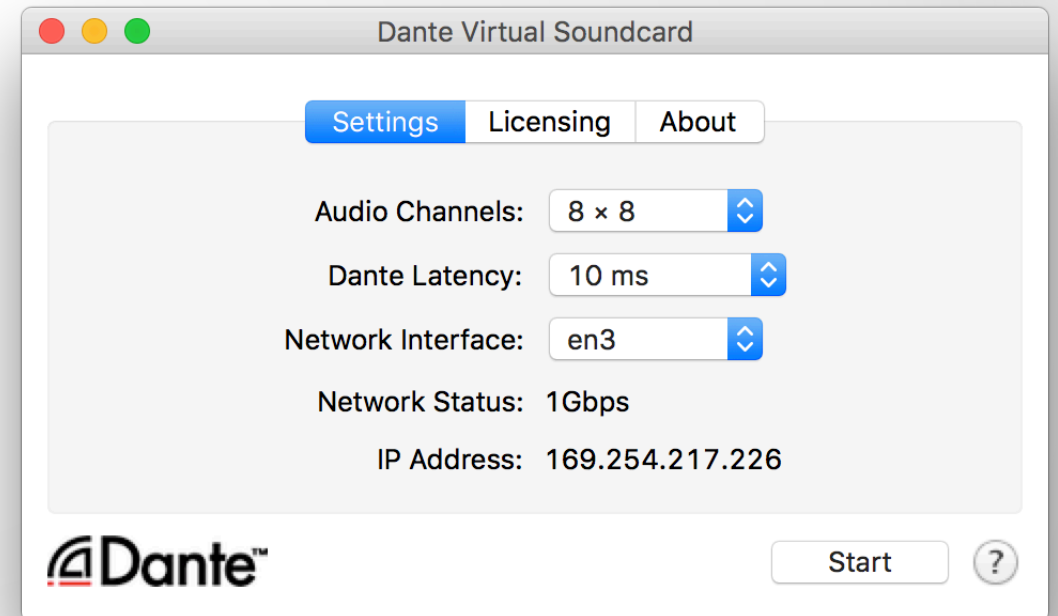 Dante Virtual Soundcard
Settings Licensing About
Audio Channels: 8 × 8
Dante Latency: 10 ms
Network Interface: en3
Network Status: 1Gbps
IP Address: 169.254.217.226
Dante™ Start ?